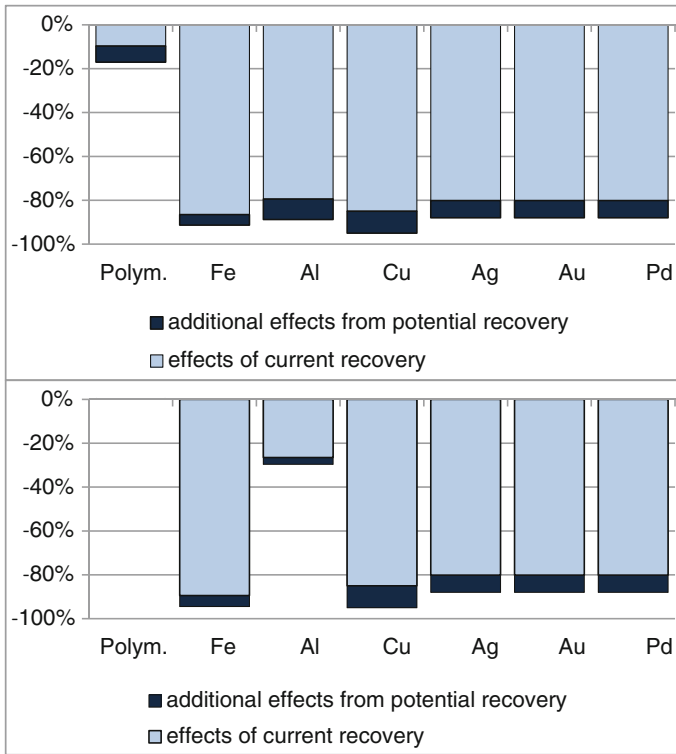 0%
-20%
-40%
-60%
-80%
-100%
Polym. Fe Al Cu Ag Au Pd
additional effects from potential recovery
effects of current recovery
0%
-20%
-40%
-60%
-80%
-100%
Polym. Fe Al Cu Ag Au Pd
additional effects from potential recovery
effects of current recovery